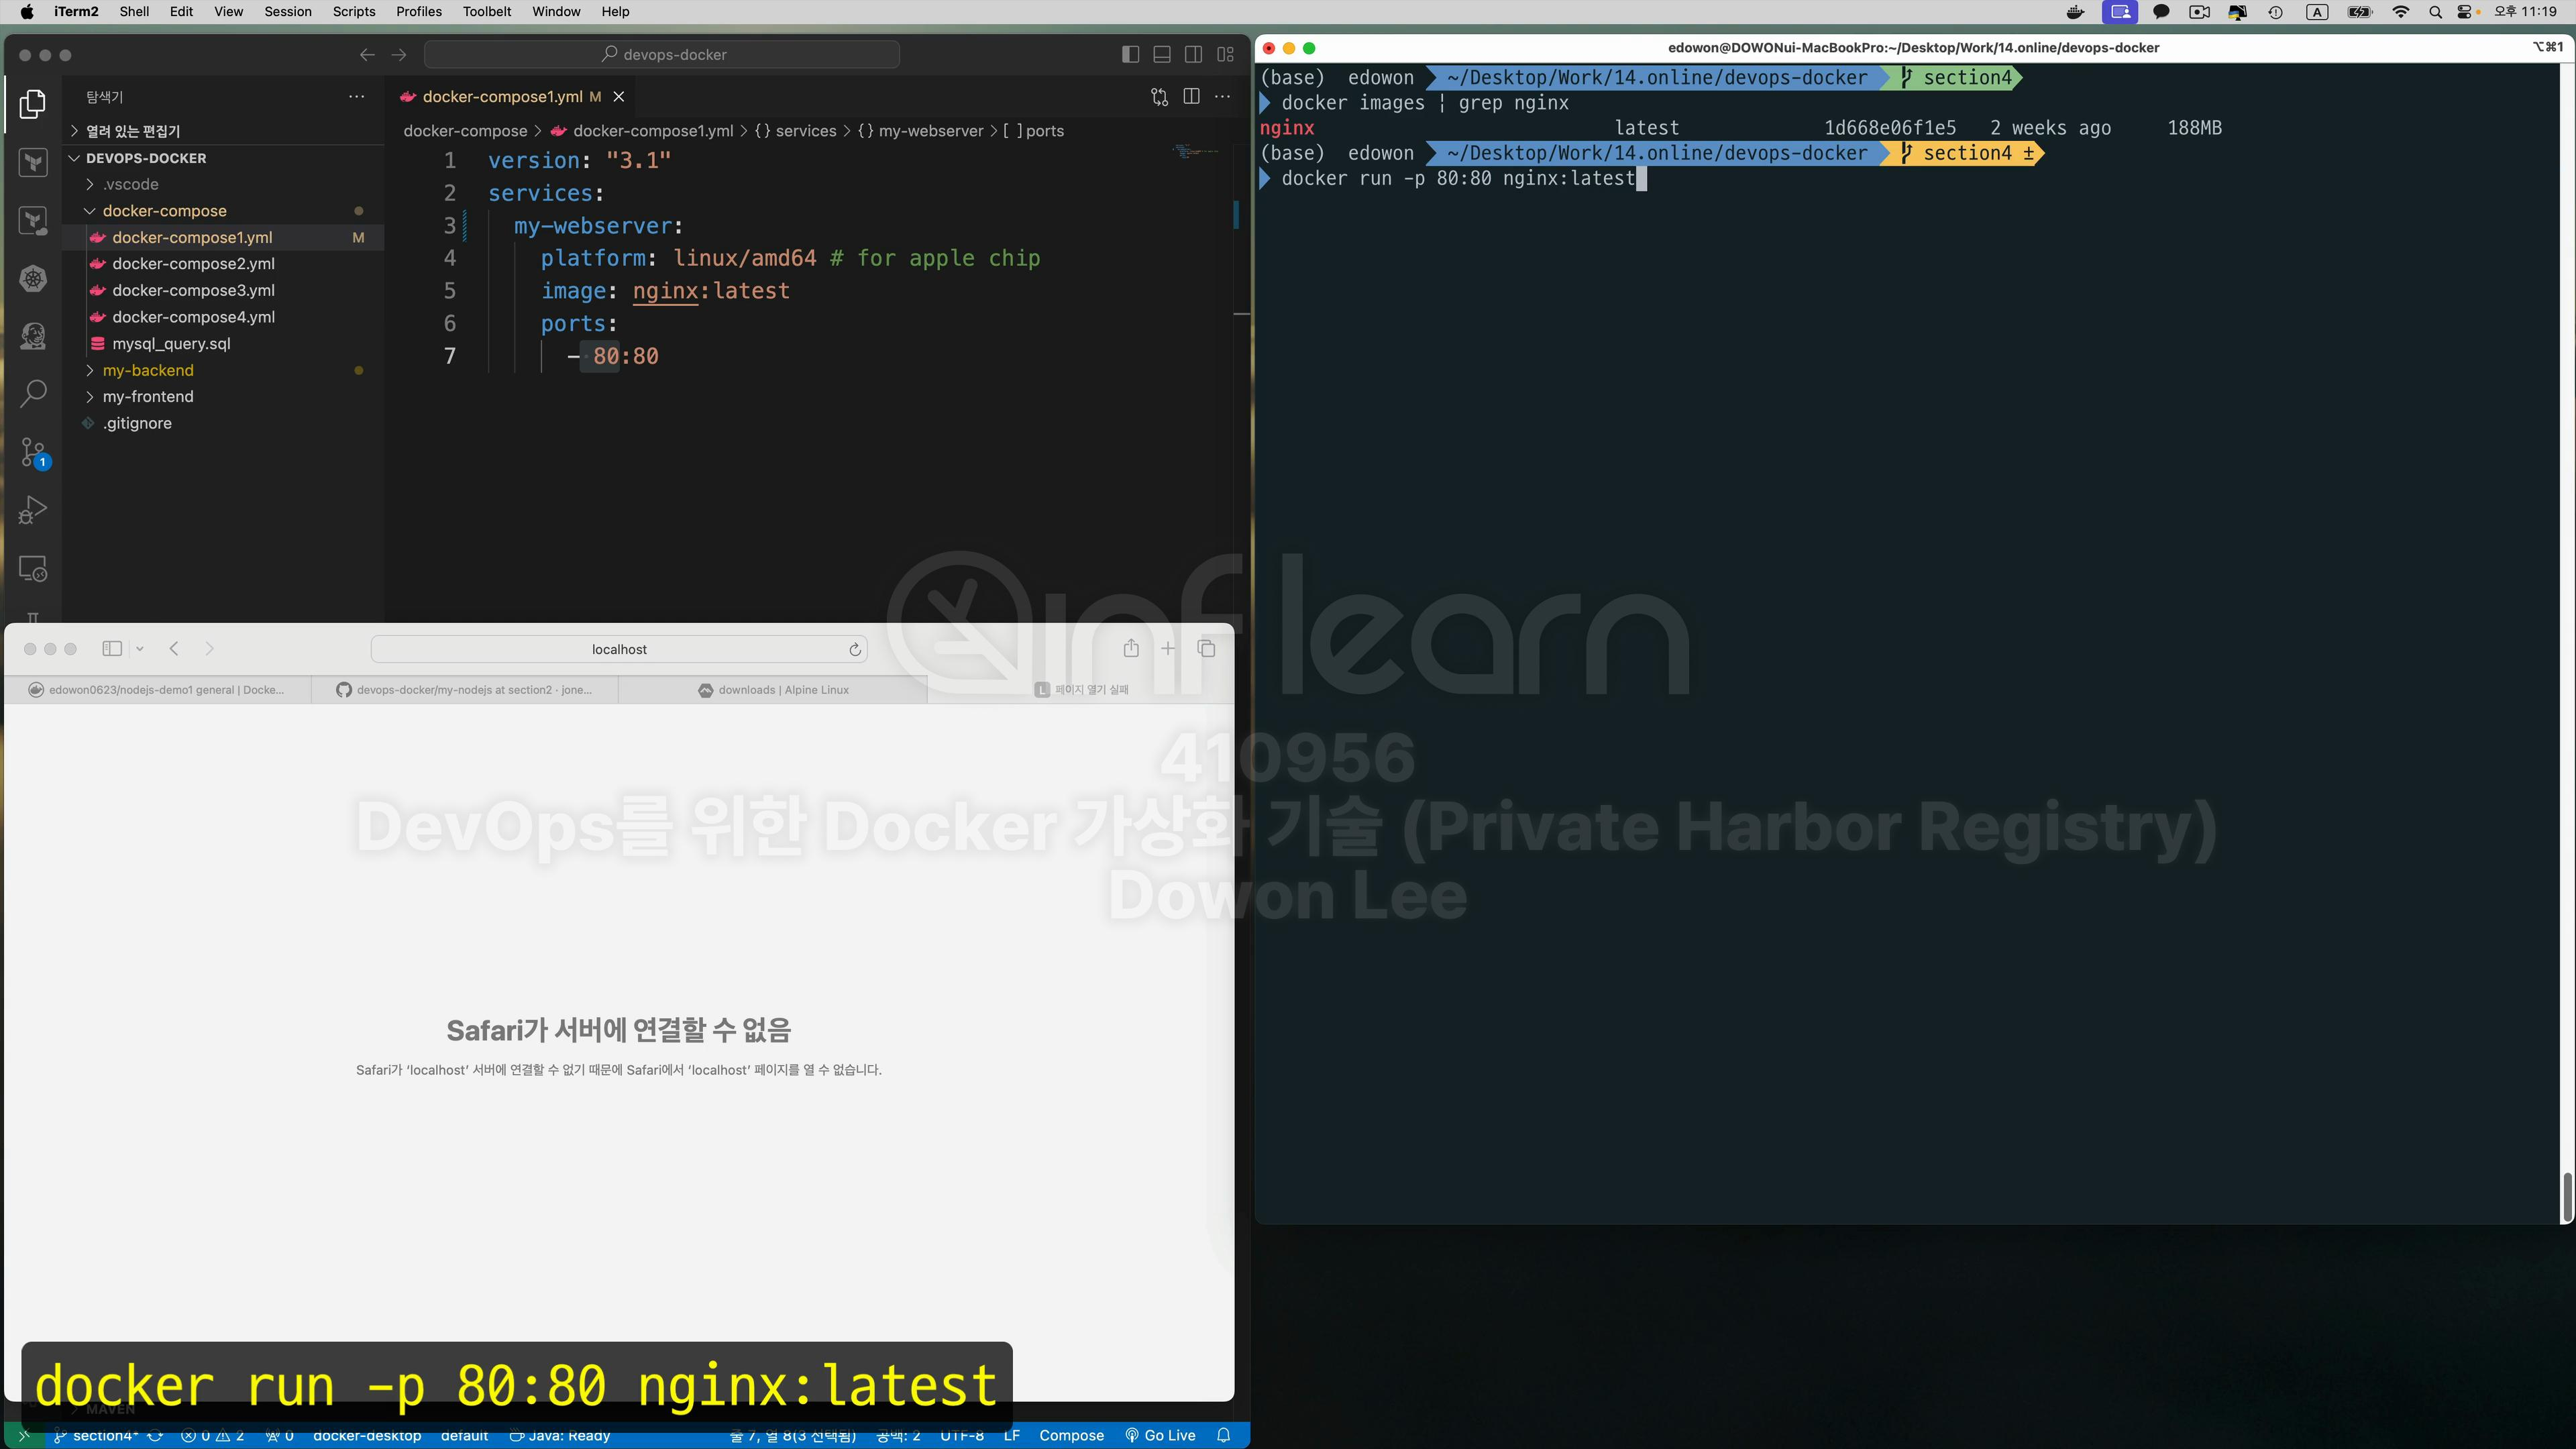 iTerm2 Shell Edit View Session Scripts Profiles Toolbelt Window Help
A 오후 11:19
devops-docker
탐색기
열려 있는 편집기
DEVOPS-DOCKER
.vscode
docker-compose
docker-compose1.yml M
docker-compose2.yml
docker-compose3.yml
docker-compose4.yml
mysql_query.sql
my-backend
my-frontend
.gitignore
1
docker-compose1.yml M
docker-compose > docker-compose1.yml > {} services > {} my-webserver > [ ] ports
1 version: "3.1"
2 services:
3 my-webserver:
4 platform: linux/amd64 # for apple chip
5 image: nginx:latest
6 ports:
7 - 80:80
localhost
edowon0623/nodejs-demo1 general | Docke...
devops-docker/my-nodejs at section2 · jone...
downloads | Alpine Linux
L 페이지 열기 실패
Safari가 서버에 연결할 수 없음
Safari가 ‘localhost’ 서버에 연결할 수 없기 때문에 Safari에서 ‘localhost’ 페이지를 열 수 없습니다.
docker run -p 80:80 nginx:latest
MAVEN
section4* 0 2 0 docker-desktop default Java: Ready 줄 7, 열 8(3 선택됨) 공백: 2 UTF-8 LF Compose Go Live
edowon@DOWONui-MacBookPro:~/Desktop/Work/14.online/devops-docker ⌥⌘1
(base) edowon ~/Desktop/Work/14.online/devops-docker section4
docker images | grep nginx
nginx latest 1d668e06f1e5 2 weeks ago 188MB
(base) edowon ~/Desktop/Work/14.online/devops-docker section4 ±
docker run -p 80:80 nginx:latest
inflearn
410956
DevOps를 위한 Docker 가상화 기술 (Private Harbor Registry)
Dowon Lee